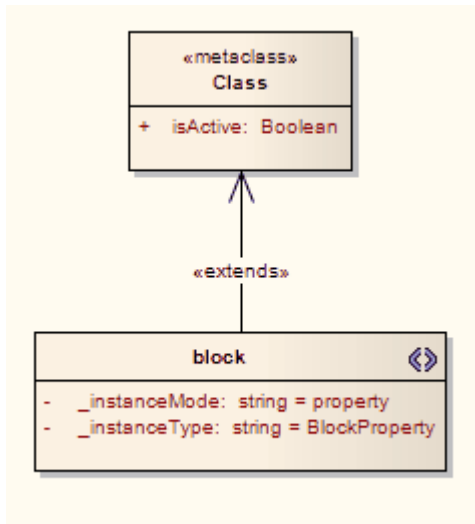 «metaclass»
Class
+ isActive: Boolean
«extends»
block
- _instanceMode: string = property
- _instanceType: string = BlockProperty